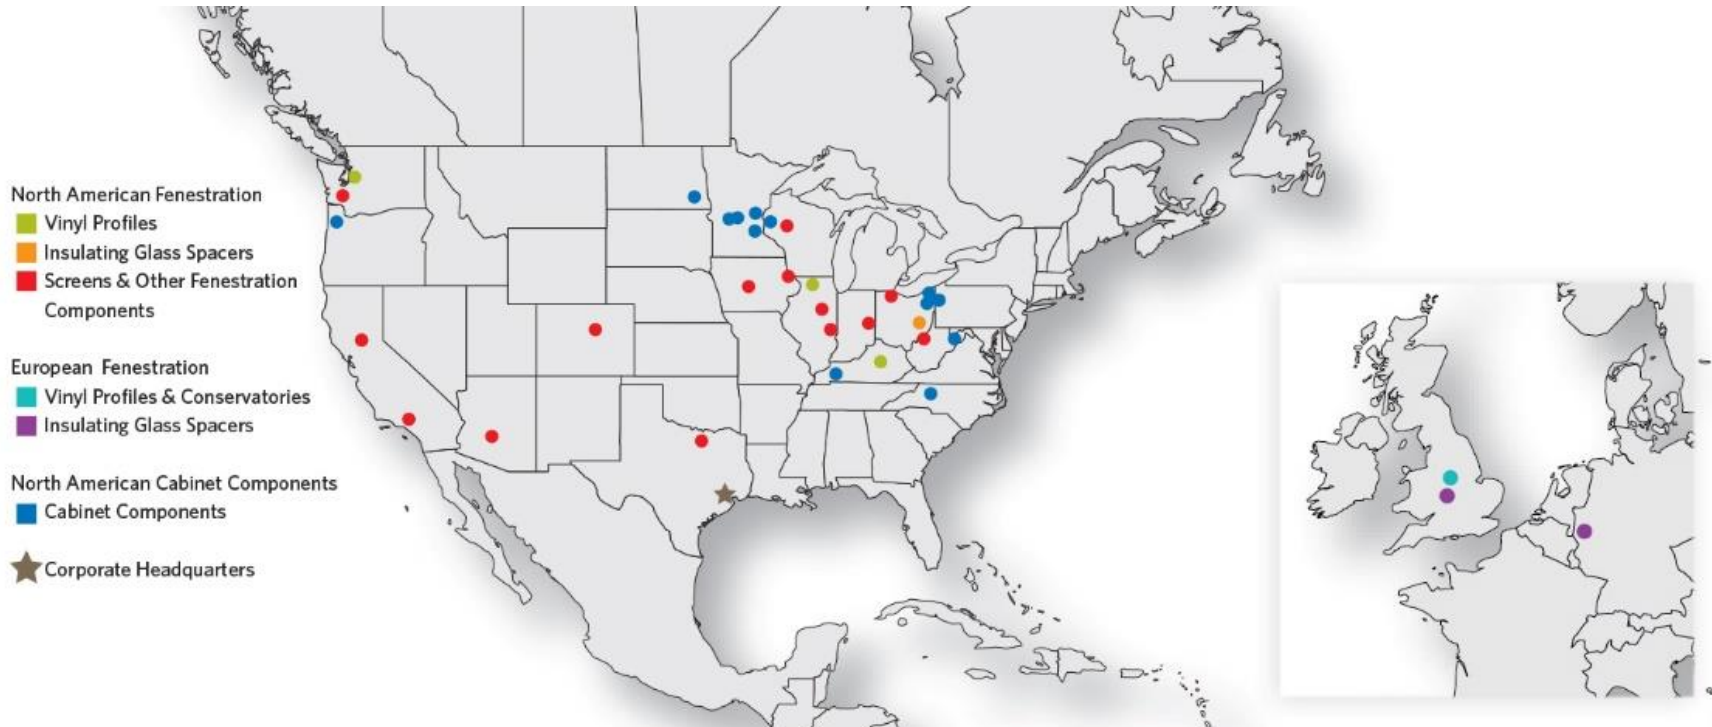 North American Fenestration
Vinyl Profiles
Insulating Glass Spacers
Screens & Other Fenestration
Components
European Fenestration
Vinyl Profiles & Conservatories
Insulating Glass Spacers
North American Cabinet Components
Cabinet Components
Corporate Headquarters